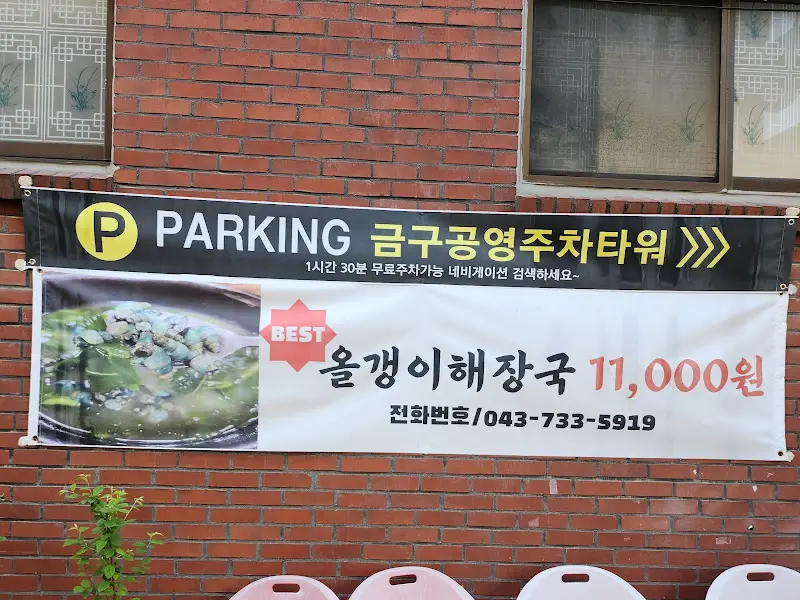 P PARKING 금구공영주차타워 》》
1시간 30분 무료주차가능 네비게이션 검색하세요~
BEST
올갱이해장국 11,000원
전화번호/043-733-5919